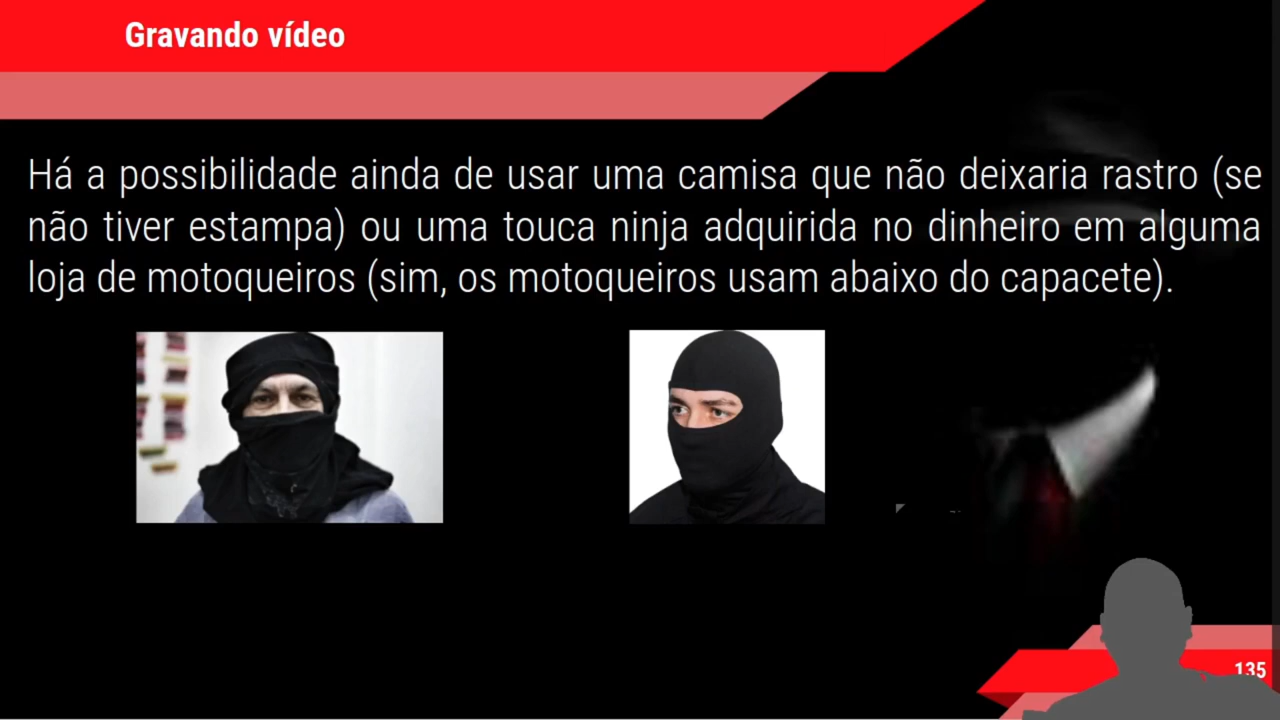 Gravando vídeo
Há a possibilidade ainda de usar uma camisa que não deixaria rastro (se
não tiver estampa) ou uma touca ninja adquirida no dinheiro em alguma
loja de motoqueiros (sim, os motoqueiros usam abaixo do capacete).
135